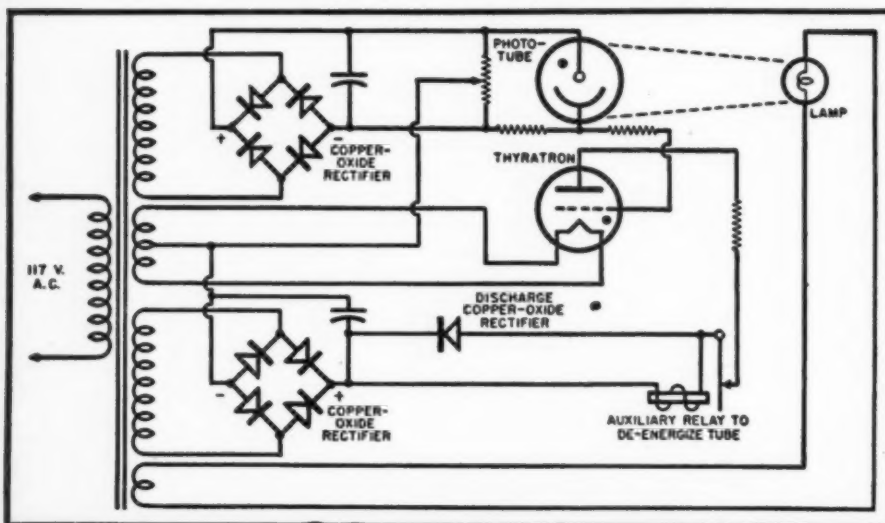 PHOTO-
TUBE
LAMP
+
-
COPPER-
OXIDE
RECTIFIER
THYRATRON
117 V.
A.C.
DISCHARGE
COPPER-OXIDE
RECTIFIER
-
+
COPPER-
OXIDE
RECTIFIER
AUXILIARY RELAY TO
DE-ENERGIZE TUBE